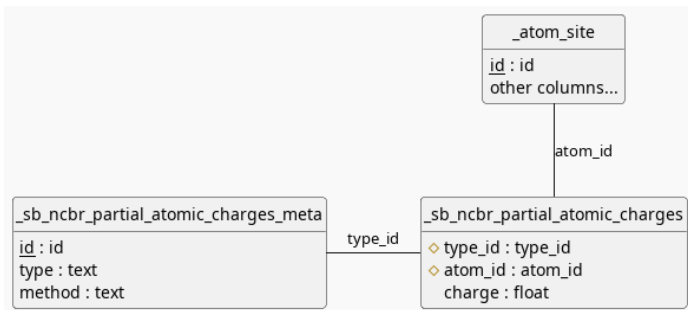 _atom_site
id : id
other columns...
atom_id
_sb_ncbr_partial_atomic_charges_meta
id : id
type : text
method : text
type_id
_sb_ncbr_partial_atomic_charges
type_id : type_id
atom_id : atom_id
charge : float